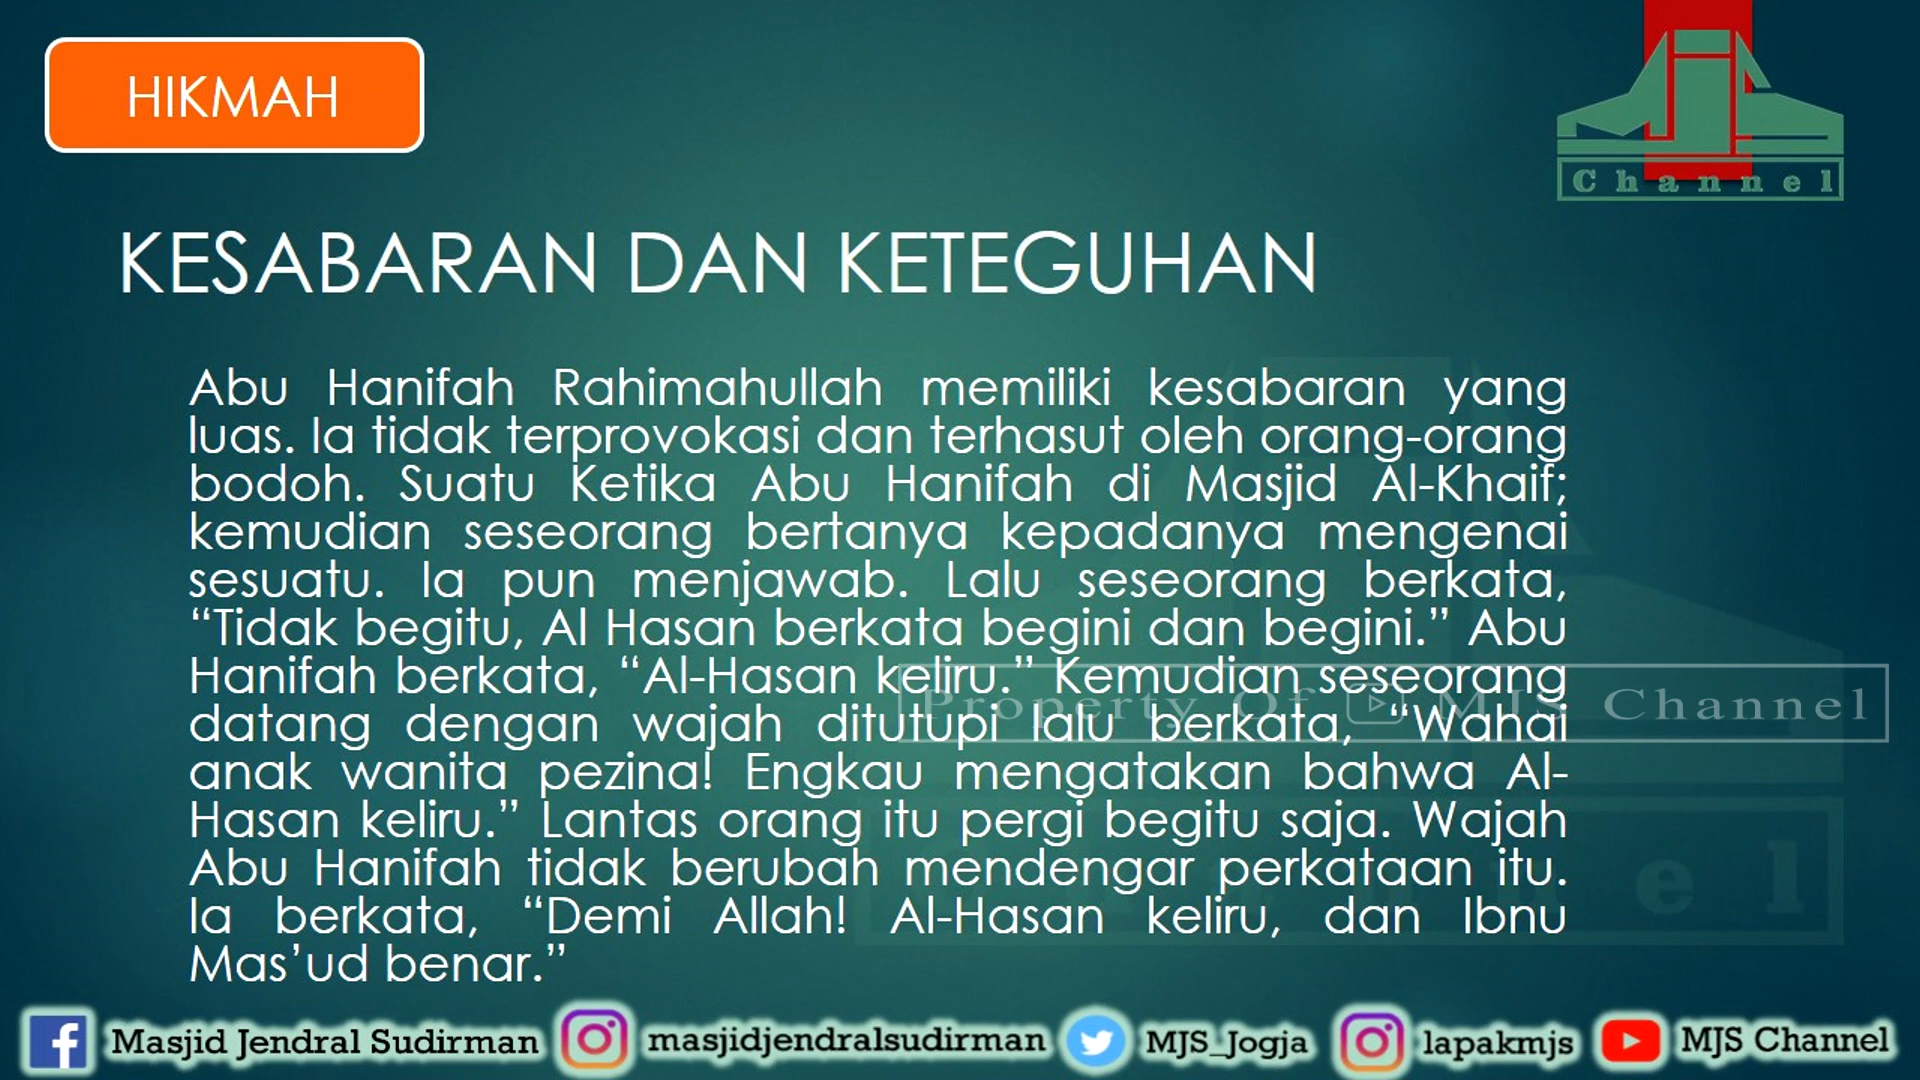 HIKMAH
Channel
KESABARAN DAN KETEGUHAN
Abu Hanifah Rahimahullah memiliki kesabaran yang
luas. Ia tidak terprovokasi dan terhasut oleh orang-orang
bodoh. Suatu Ketika Abu Hanifah di Masjid Al-Khaif;
kemudian seseorang bertanya kepadanya mengenai
sesuatu. Ia pun menjawab. Lalu seseorang berkata,
“Tidak begitu, Al Hasan berkata begini dan begini.” Abu
Hanifah berkata, “Al-Hasan keliru.” Kemudian seseorang
datang dengan wajah ditutupi lalu berkata, “Wahai
anak wanita pezina! Engkau mengatakan bahwa Al-
Hasan keliru.” Lantas orang itu pergi begitu saja. Wajah
Abu Hanifah tidak berubah mendengar perkataan itu.
Ia berkata, “Demi Allah! Al-Hasan keliru, dan Ibnu
Mas’ud benar.”
Property Of MJS Channel
Masjid Jendral Sudirman masjidjendralsudirman MJS_Jogja lapakmjs MJS Channel